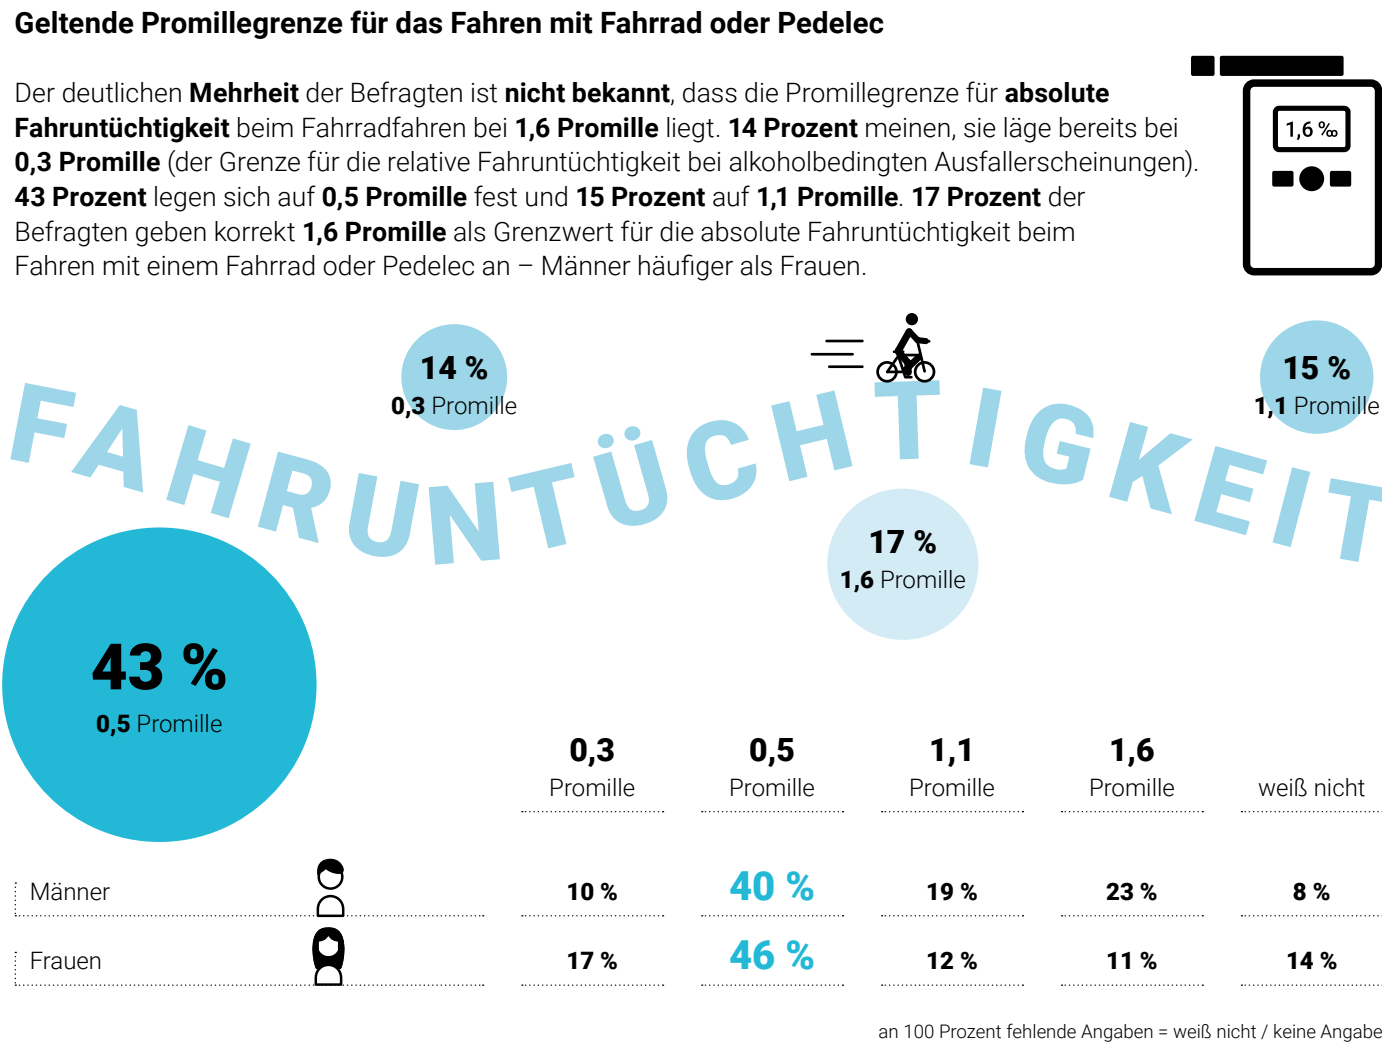 Geltende Promillegrenze für das Fahren mit Fahrrad oder Pedelec
Der deutlichen Mehrheit der Befragten ist nicht bekannt, dass die Promillegrenze für absolute
Fahruntüchtigkeit beim Fahrradfahren bei 1,6 Promille liegt. 14 Prozent meinen, sie läge bereits bei
0,3 Promille (der Grenze für die relative Fahruntüchtigkeit bei alkoholbedingten Ausfallerscheinungen).
43 Prozent legen sich auf 0,5 Promille fest und 15 Prozent auf 1,1 Promille. 17 Prozent der
Befragten geben korrekt 1,6 Promille als Grenzwert für die absolute Fahruntüchtigkeit beim
Fahren mit einem Fahrrad oder Pedelec an – Männer häufiger als Frauen.
1,6 ‰
14 %
0,3 Promille
15 %
1,1 Promille
FAHRUNTÜCHTIGKEIT
17 %
1,6 Promille
43 %
0,5 Promille
0,3 0,5 1,1 1,6
Promille Promille Promille Promille weiß nicht
Männer 10 % 40 % 19 % 23 % 8 %
Frauen 17 % 46 % 12 % 11 % 14 %
an 100 Prozent fehlende Angaben = weiß nicht / keine Angabe